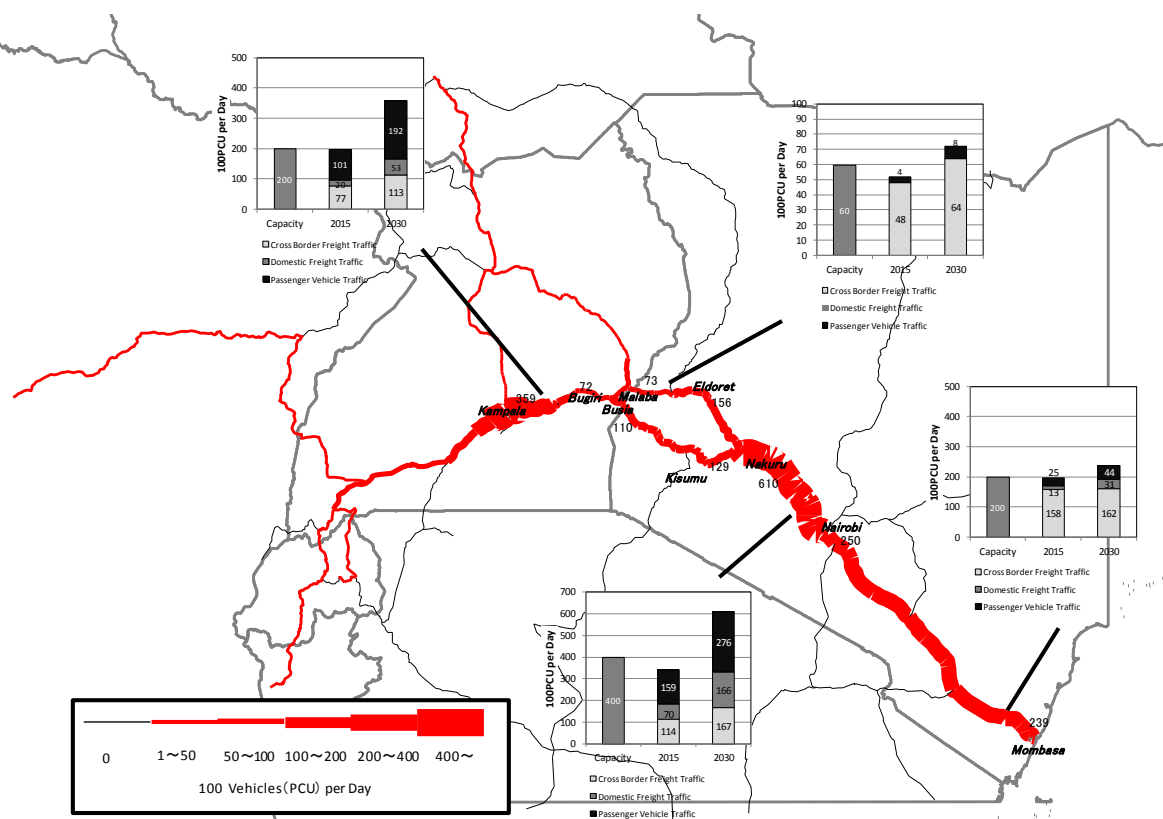 500
400
300
200
100
0
100PCU per Day
200
101
20
77
192
53
113
Capacity 2015 2030
Cross Border Freight Traffic
Domestic Freight Traffic
Passenger Vehicle Traffic
100
90
80
70
60
50
40
30
20
10
0
100PCU per Day
60
4
48
8
64
Capacity 2015 2030
Cross Border Freight Traffic
Domestic Freight Traffic
Passenger Vehicle Traffic
359
Kampala
72
Bugiri
Busia
Malaba
73
Eldoret
156
110
Kisumu
129
Nakuru
610
Nairobi
250
500
400
300
200
100
0
100PCU per Day
200
25
13
158
44
31
162
Capacity 2015 2030
Cross Border Freight Traffic
Domestic Freight Traffic
Passenger Vehicle Traffic
700
600
500
400
300
200
100
0
100PCU per Day
400
159
70
114
276
166
167
Capacity 2015 2030
Cross Border Freight Traffic
Domestic Freight Traffic
Passenger Vehicle Traffic
239
Mombasa
0 1～50 50～100 100～200 200～400 400～
100 Vehicles(PCU) per Day